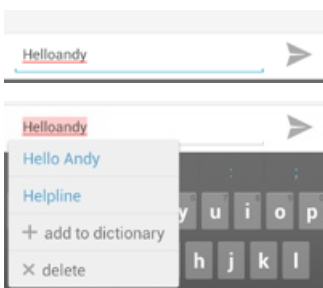 Helloandy
Helloandy
Hello Andy
Helpline
+ add to dictionary
× delete
: ;
y u i o p
h j k l